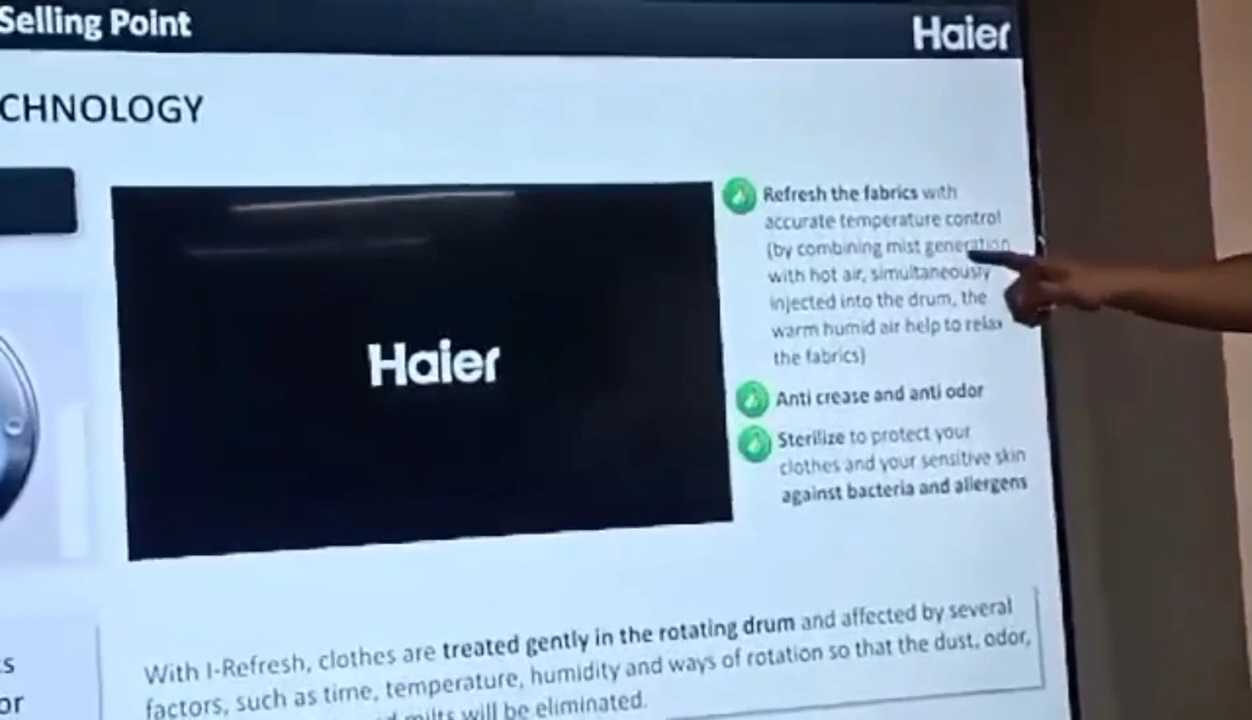 Selling Point
Haier
CHNOLOGY
Refresh the fabrics with
accurate temperature control
(by combining mist generation
with hot air, simultaneously
injected into the drum, the
warm humid air help to relax
the fabrics)
Haier
Anti crease and anti odor
Sterilize to protect your
clothes and your sensitive skin
against bacteria and allergens
With I-Refresh, clothes are treated gently in the rotating drum and affected by several
factors, such as time, temperature, humidity and ways of rotation so that the dust, odor,
will be eliminated.
or